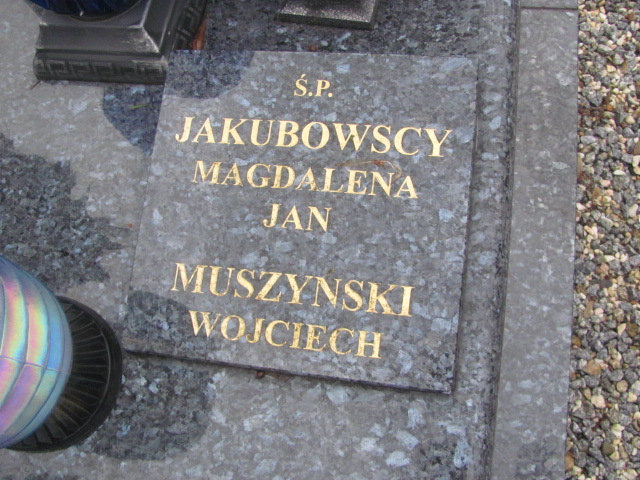 Ś.P.
JAKUBOWSCY
MAGDALENA
JAN
MUSZYNSKI
WOJCIECH